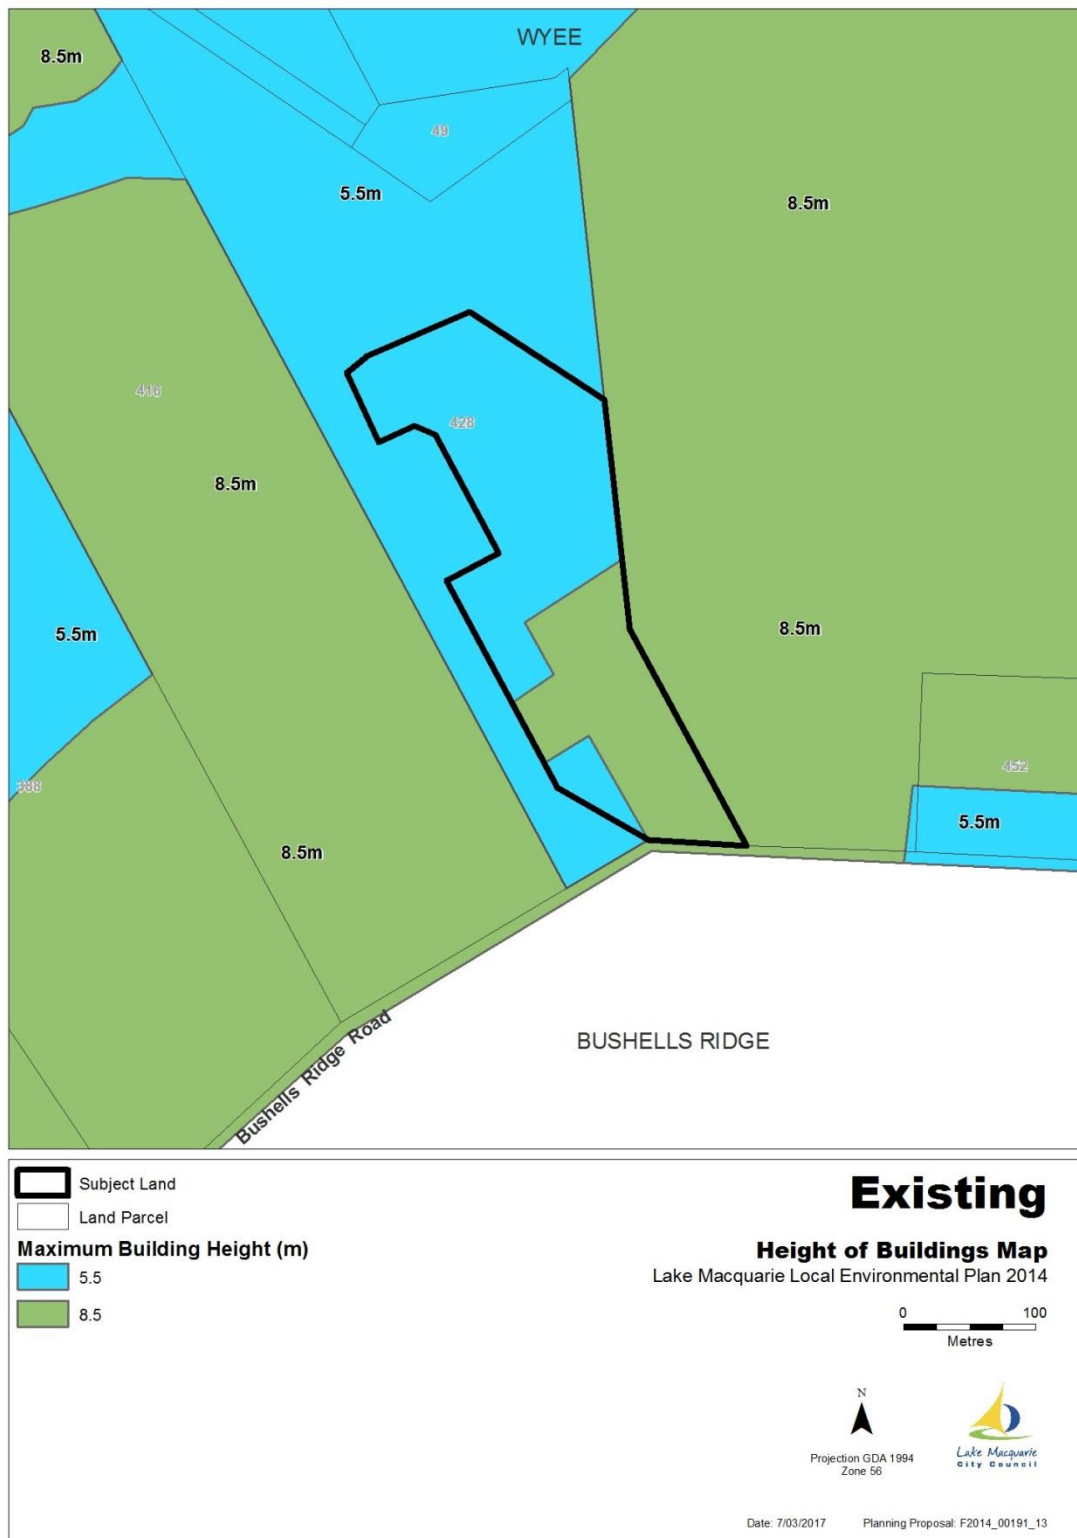 WYEE
8.5m
49
5.5m
8.5m
416
428
8.5m
5.5m
8.5m
388
452
5.5m
8.5m
Bushells Ridge Road
BUSHELLS RIDGE
Subject Land
Land Parcel
Maximum Building Height (m)
5.5
8.5
Existing
Height of Buildings Map
Lake Macquarie Local Environmental Plan 2014
0 100
Metres
N
Projection GDA 1994
Zone 56
Lake Macquarie
City Council
Date: 7/03/2017 Planning Proposal: F2014_00191_13